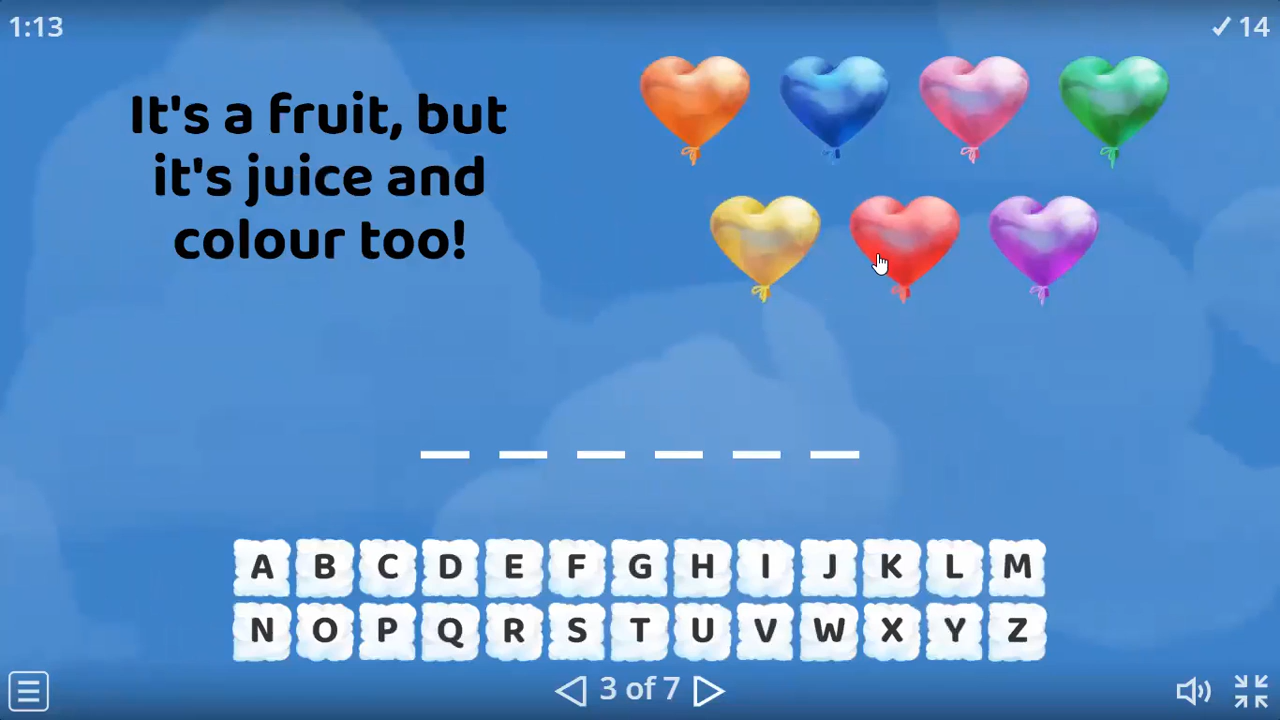 1:13
✓ 14
It's a fruit, but
it's juice and
colour too!
A B C D E F G H I J K L M
N O P Q R S T U V W X Y Z
3 of 7